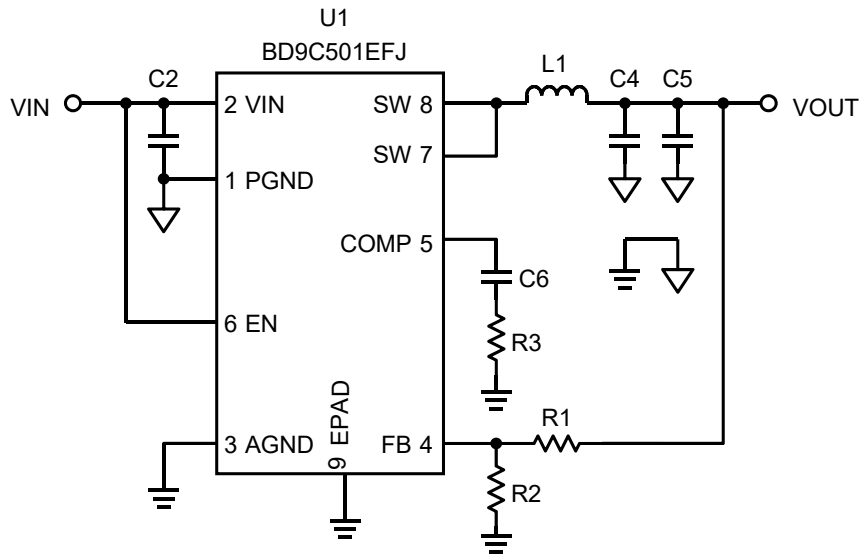 U1
BD9C501EFJ
C2
L1
C4
C5
VIN
2 VIN
SW 8
VOUT
SW 7
1 PGND
COMP 5
C6
6 EN
R3
R1
3 AGND
9 EPAD
FB 4
R2